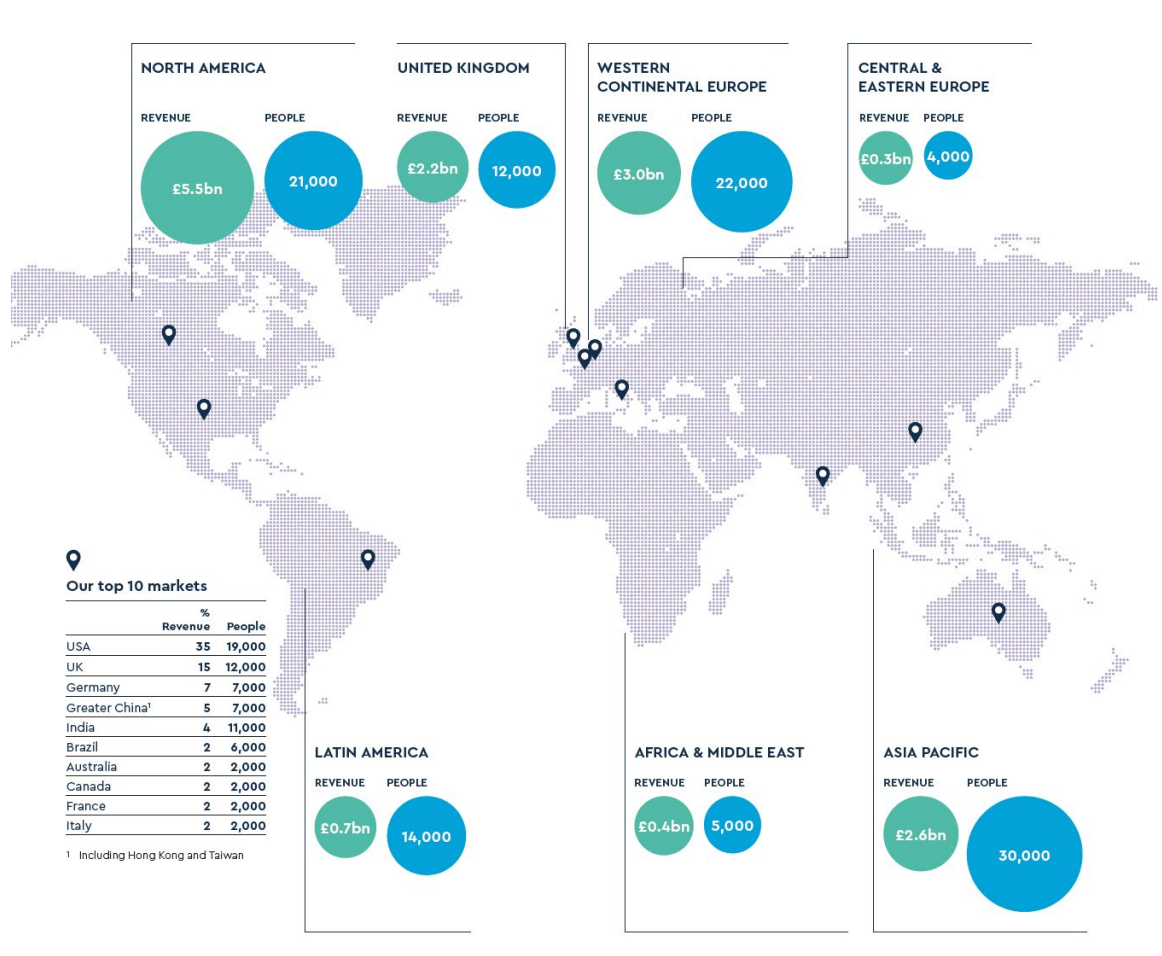 NORTH AMERICA
REVENUE PEOPLE
£5.5bn 21,000
UNITED KINGDOM
REVENUE PEOPLE
£2.2bn 12,000
WESTERN
CONTINENTAL EUROPE
REVENUE PEOPLE
£3.0bn 22,000
CENTRAL &
EASTERN EUROPE
REVENUE PEOPLE
£0.3bn 4,000
Our top 10 markets
%
Revenue People
USA 35 19,000
UK 15 12,000
Germany 7 7,000
Greater China¹ 5 7,000
India 4 11,000
Brazil 2 6,000
Australia 2 2,000
Canada 2 2,000
France 2 2,000
Italy 2 2,000
¹ Including Hong Kong and Taiwan
LATIN AMERICA
REVENUE PEOPLE
£0.7bn 14,000
AFRICA & MIDDLE EAST
REVENUE PEOPLE
£0.4bn 5,000
ASIA PACIFIC
REVENUE PEOPLE
£2.6bn 30,000